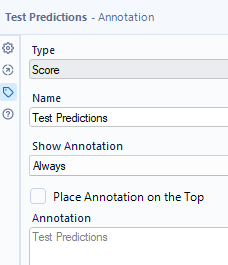 Test Predictions - Annotation
Type
Score
Name
Test Predictions
Show Annotation
Always
Place Annotation on the Top
Annotation
Test Predictions